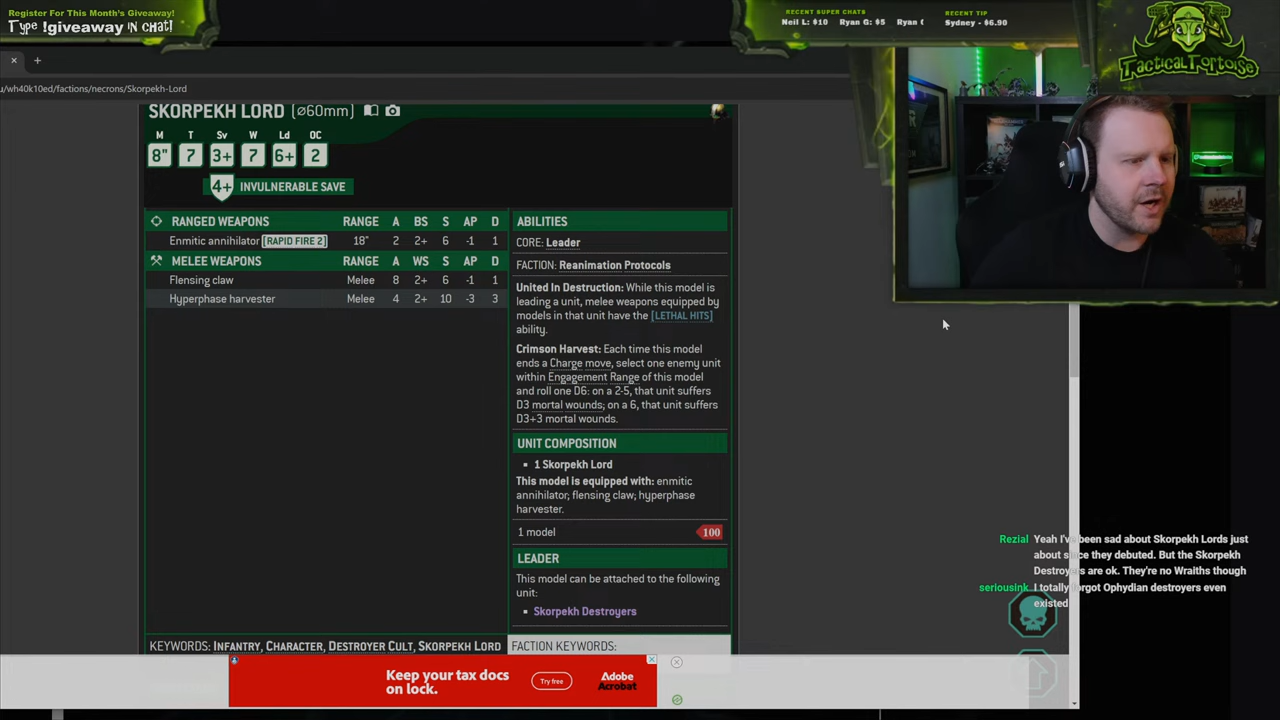 Register For This Month's Giveaway!
Type !giveaway in chat!
RECENT SUPER CHATS
Neil L: $10 Ryan G: $5 Ryan (
RECENT TIP
Sydney - $6.90
TacticalTortoise
u/wh40k10ed/factions/necrons/Skorpekh-Lord
SKORPEKH LORD (⌀60mm)
M T Sv W Ld OC
8" 7 3+ 7 6+ 2
4+ INVULNERABLE SAVE
RANGED WEAPONS RANGE A BS S AP D
Enmitic annihilator [RAPID FIRE 2] 18" 2 2+ 6 -1 1
MELEE WEAPONS RANGE A WS S AP D
Flensing claw Melee 8 2+ 6 -1 1
Hyperphase harvester Melee 4 2+ 10 -3 3
ABILITIES
CORE: Leader
FACTION: Reanimation Protocols
United In Destruction: While this model is
leading a unit, melee weapons equipped by
models in that unit have the [LETHAL HITS]
ability.
Crimson Harvest: Each time this model
ends a Charge move, select one enemy unit
within Engagement Range of this model
and roll one D6: on a 2-5, that unit suffers
D3 mortal wounds; on a 6, that unit suffers
D3+3 mortal wounds.
UNIT COMPOSITION
▪ 1 Skorpekh Lord
This model is equipped with: enmitic
annihilator; flensing claw; hyperphase
harvester.
1 model 100
LEADER
This model can be attached to the following
unit:
▪ Skorpekh Destroyers
KEYWORDS: INFANTRY, CHARACTER, DESTROYER CULT, SKORPEKH LORD
FACTION KEYWORDS:
Rezial Yeah I've been sad about Skorpekh Lords just
about since they debuted. But the Skorpekh
Destroyers are ok. They're no Wraiths though
seriousink I totally forgot Ophydian destroyers even
existed
Keep your tax docs
on lock.
Try free
Adobe
Acrobat